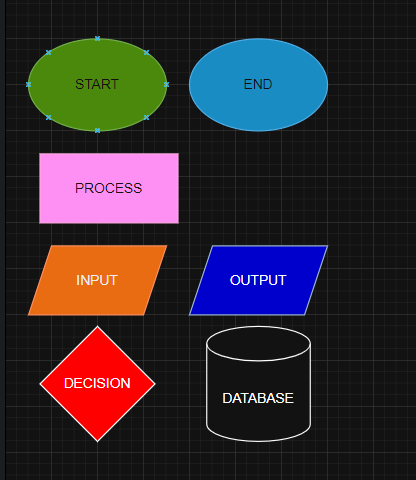 START
END
PROCESS
INPUT
OUTPUT
DECISION
DATABASE